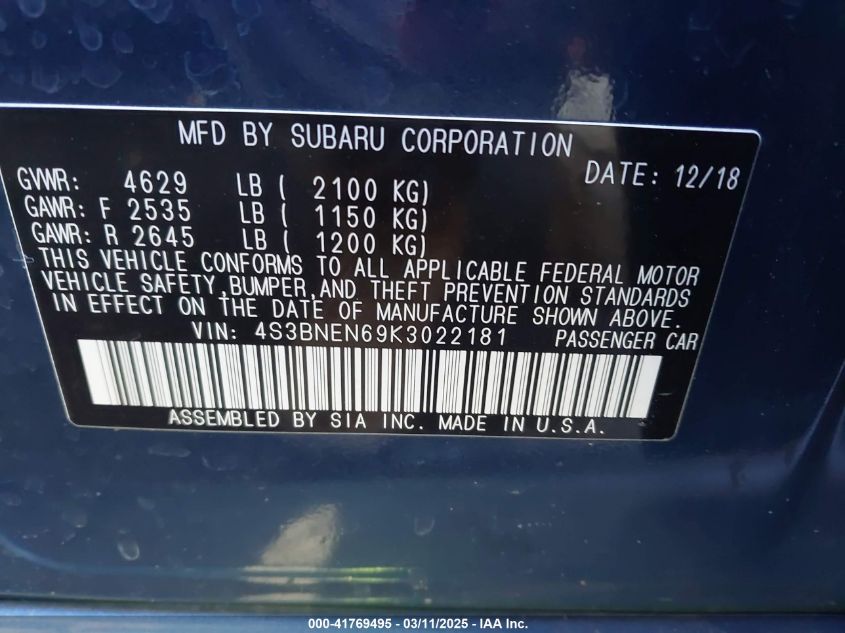 MFD BY SUBARU CORPORATION
DATE: 12/18
GVWR: 4629 LB ( 2100 KG)
GAWR: F 2535 LB ( 1150 KG)
GAWR: R 2645 LB ( 1200 KG)
THIS VEHICLE CONFORMS TO ALL APPLICABLE FEDERAL MOTOR
VEHICLE SAFETY,BUMPER,AND THEFT PREVENTION STANDARDS
IN EFFECT ON THE DATE OF MANUFACTURE SHOWN ABOVE.
VIN: 4S3BNEN69K3022181 PASSENGER CAR
ASSEMBLED BY SIA INC. MADE IN U.S.A.
000-41769495 - 03/11/2025 - IAA Inc.